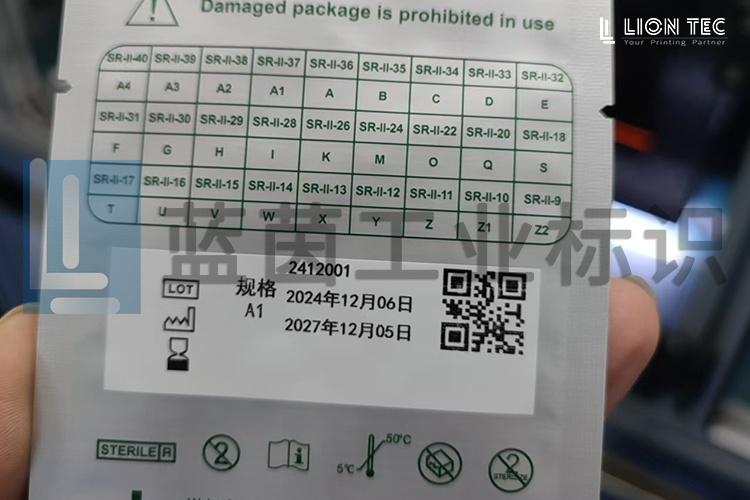 Damaged package is prohibited in use
LION TEC
Your Printing Partner
SR-II-40 SR-II-39 SR-II-38 SR-II-37 SR-II-36 SR-II-35 SR-II-34 SR-II-33 SR-II-32
A4 A3 A2 A1 A B C D E
SR-II-31 SR-II-30 SR-II-29 SR-II-28 SR-II-26 SR-II-24 SR-II-22 SR-II-20 SR-II-18
F G H I K M O Q S
SR-II-17 SR-II-16 SR-II-15 SR-II-14 SR-II-13 SR-II-12 SR-II-11 SR-II-10 SR-II-9
T U V W X Y Z Z1 Z2
蓝茵工业标识
LOT 2412001
规格 2024年12月06日
A1 2027年12月05日
STERILE R
2
i
5℃ 50℃
2
STERILIZE